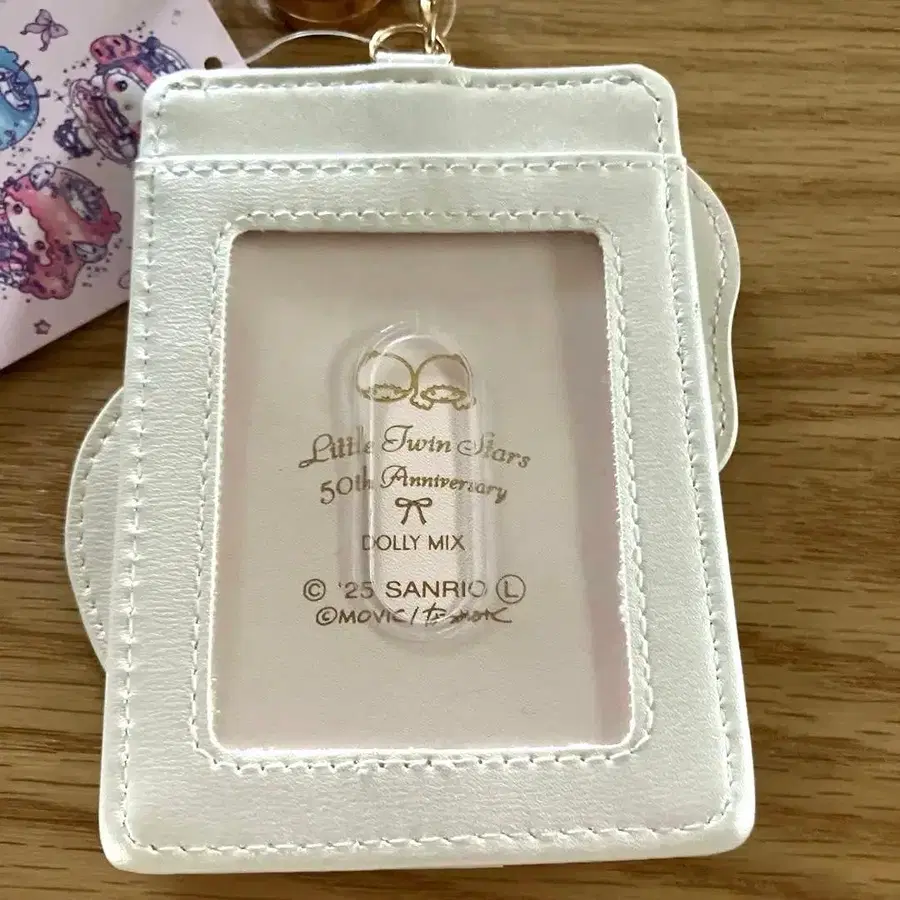 Little Twin Stars
50th Anniversary
DOLLY MIX
© '25 SANRIO Ⓛ
©MOVIC/